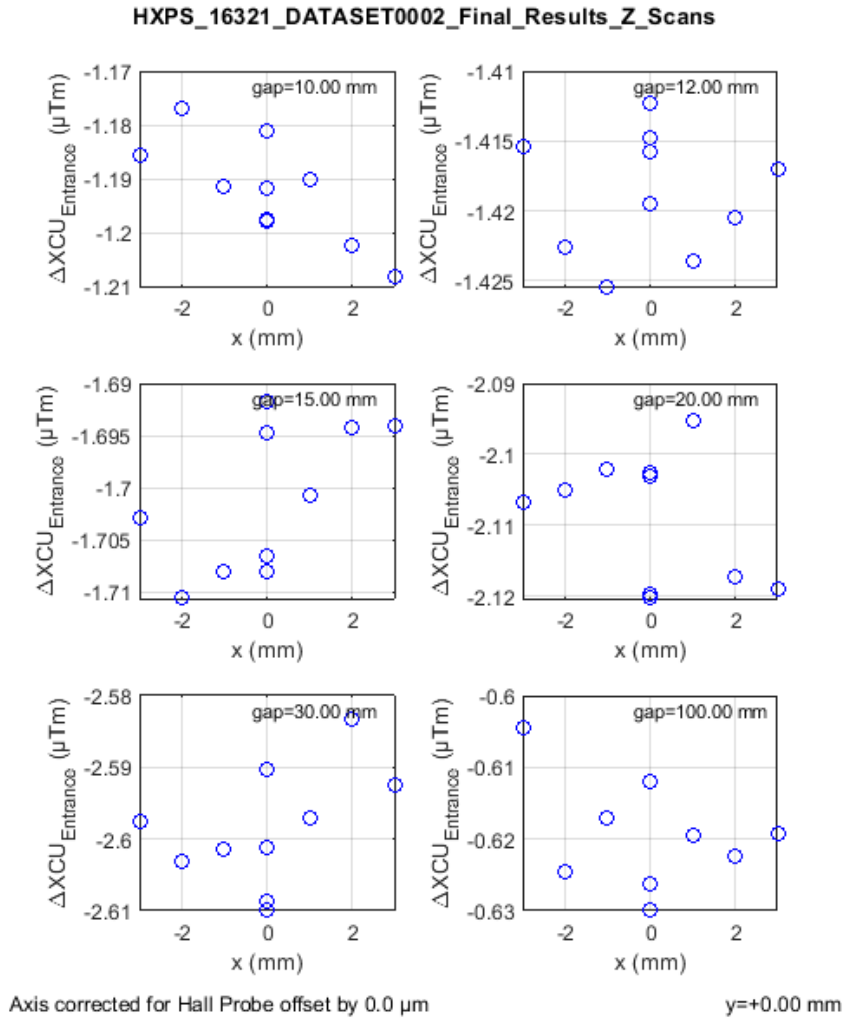 HXPS_16321_DATASET0002_Final_Results_Z_Scans
gap=10.00 mm
ΔXCU_Entrance (µTm)
-1.17
-1.18
-1.19
-1.2
-1.21
-2 0 2
x (mm)
gap=12.00 mm
ΔXCU_Entrance (µTm)
-1.41
-1.415
-1.42
-1.425
-2 0 2
x (mm)
gap=15.00 mm
ΔXCU_Entrance (µTm)
-1.69
-1.695
-1.7
-1.705
-1.71
-2 0 2
x (mm)
gap=20.00 mm
ΔXCU_Entrance (µTm)
-2.09
-2.1
-2.11
-2.12
-2 0 2
x (mm)
gap=30.00 mm
ΔXCU_Entrance (µTm)
-2.58
-2.59
-2.6
-2.61
-2 0 2
x (mm)
gap=100.00 mm
ΔXCU_Entrance (µTm)
-0.6
-0.61
-0.62
-0.63
-2 0 2
x (mm)
Axis corrected for Hall Probe offset by 0.0 µm
y=+0.00 mm